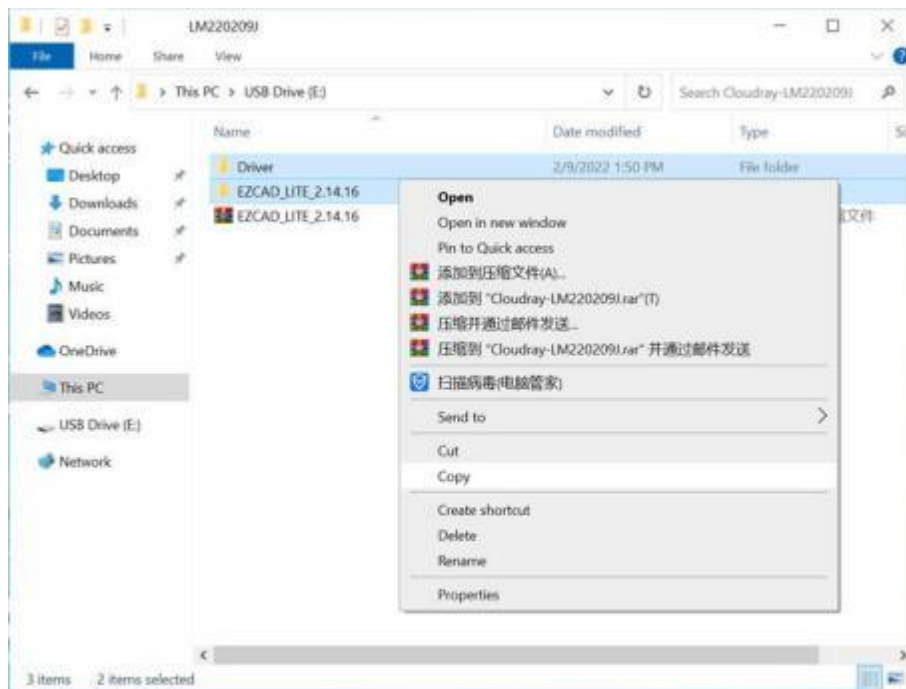 LM220209J
File Home Share View
This PC > USB Drive (E:)
Search Cloudray-LM220209J
Name Date modified Type
Quick access
Desktop
Downloads
Documents
Pictures
Music
Videos
OneDrive
This PC
USB Drive (E:)
Network
Driver 2/9/2022 1:50 PM File folder
EZCAD_LITE_2.14.16
EZCAD_LITE_2.14.16 缩文件
Open
Open in new window
Pin to Quick access
添加到压缩文件(A)...
添加到 "Cloudray-LM220209J.rar"(T)
压缩并通过邮件发送...
压缩到 "Cloudray-LM220209J.rar" 并通过邮件发送
扫描病毒(电脑管家)
Send to
Cut
Copy
Create shortcut
Delete
Rename
Properties
3 items 2 items selected